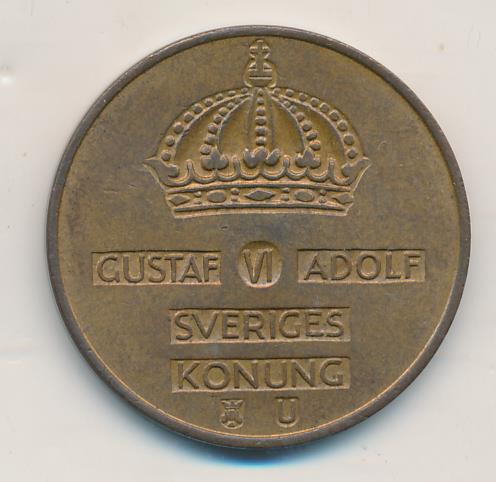 GUSTAF VI ADOLF
SVERIGES
KONUNG
U